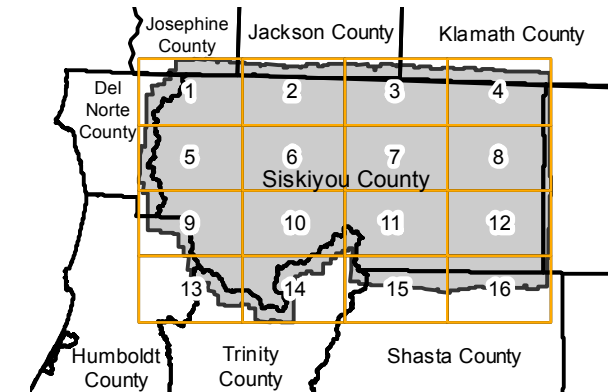 Josephine
County
Jackson County
Klamath County
Del
Norte
County
1
2
3
4
5
6
7
8
Siskiyou County
9
10
11
12
13
14
15
16
Humboldt
County
Trinity
County
Shasta County